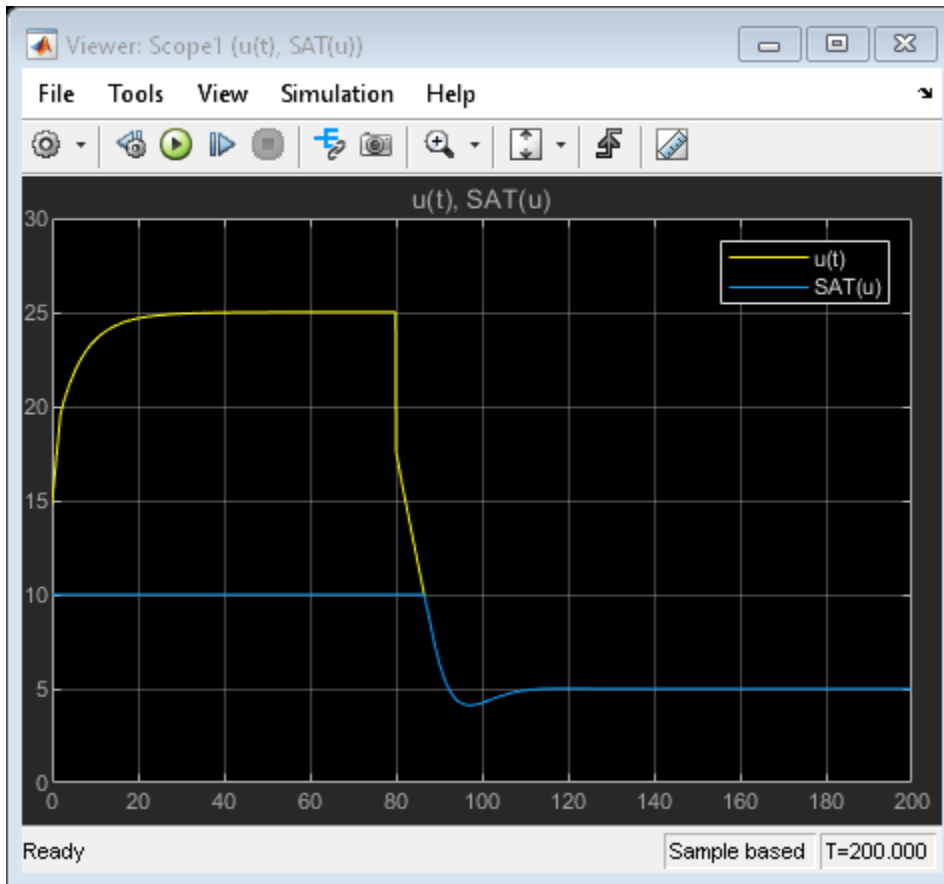 Viewer: Scope1 (u(t), SAT(u))
File Tools View Simulation Help
u(t), SAT(u)
30
25
20
15
10
5
0
u(t)
SAT(u)
0 20 40 60 80 100 120 140 160 180 200
Ready Sample based T=200.000